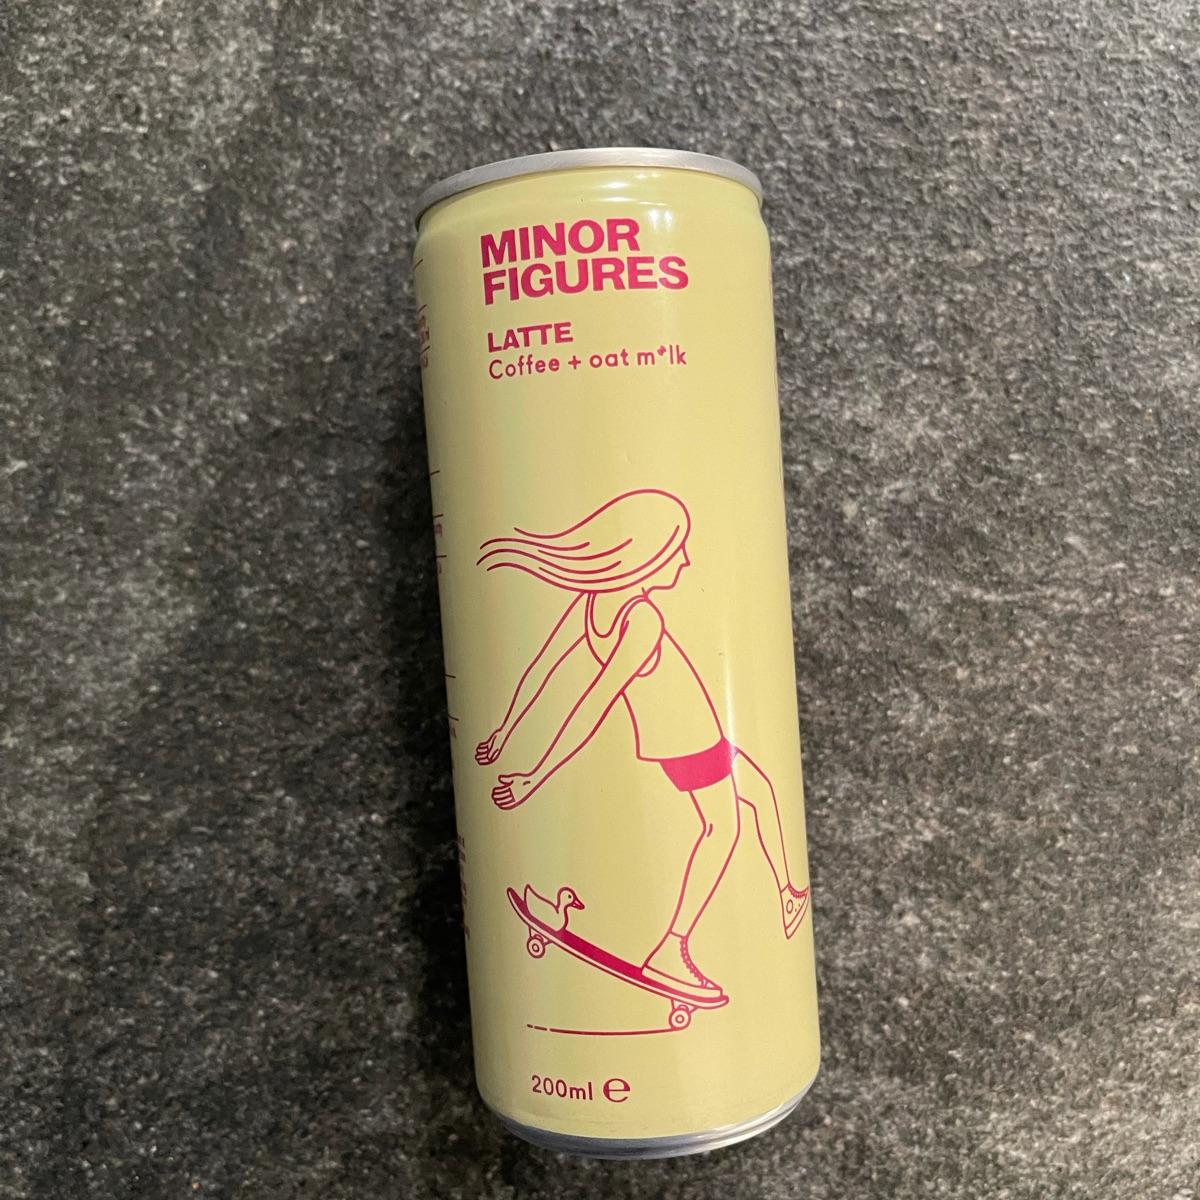 MINOR
FIGURES
LATTE
Coffee + oat m*lk
200ml ℮